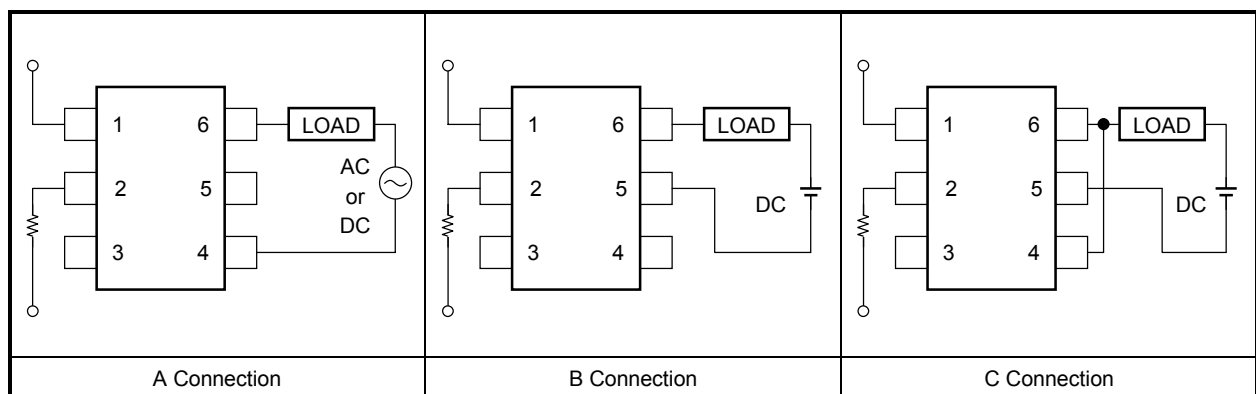 1 6 LOAD
2 5 AC
or
DC
3 4
A Connection
1 6 LOAD
2 5 DC
3 4
B Connection
1 6 LOAD
2 5 DC
3 4
C Connection